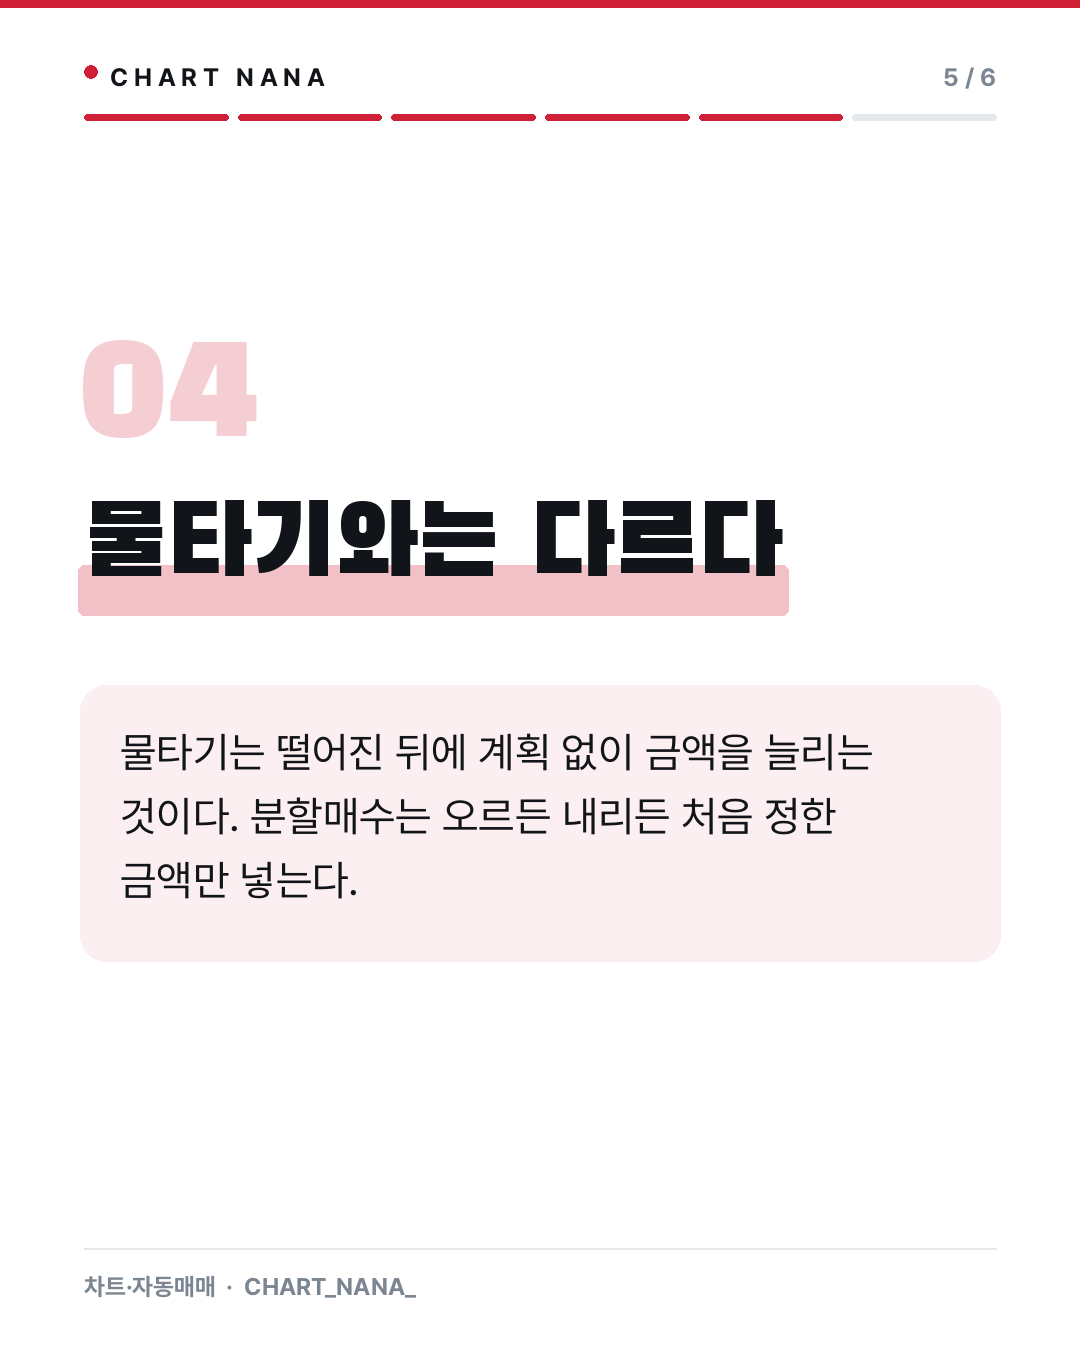 CHART NANA
5 / 6
04
물타기와는 다르다
물타기는 떨어진 뒤에 계획 없이 금액을 늘리는
것이다. 분할매수는 오르든 내리든 처음 정한
금액만 넣는다.
차트·자동매매 · CHART_NANA_